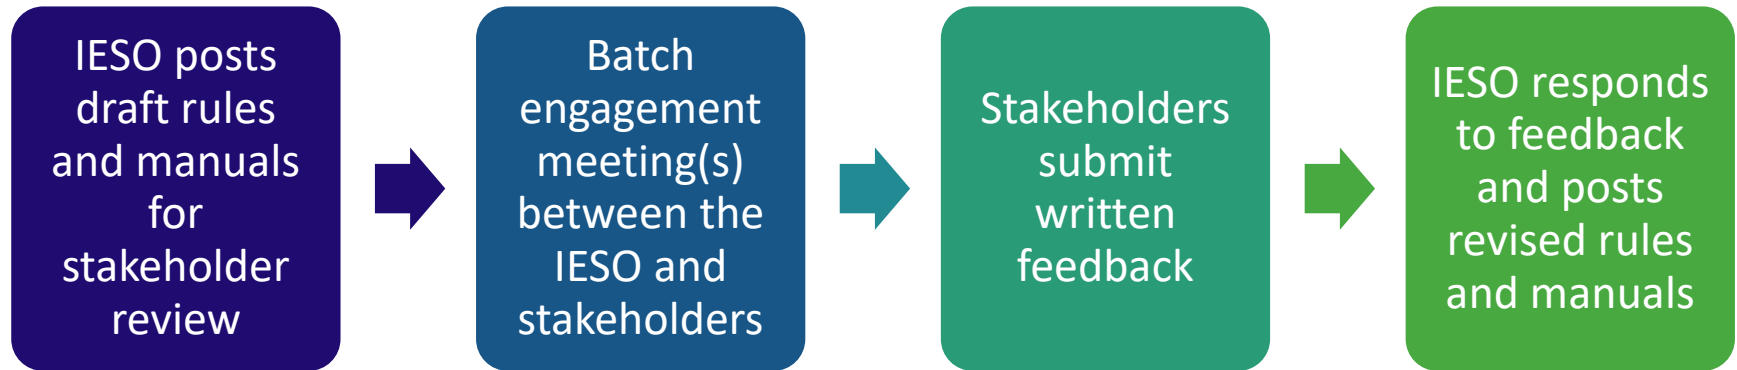 IESO posts
draft rules
and manuals
for
stakeholder
review
Batch
engagement
meeting(s)
between the
IESO and
stakeholders
Stakeholders
submit
written
feedback
IESO responds
to feedback
and posts
revised rules
and manuals